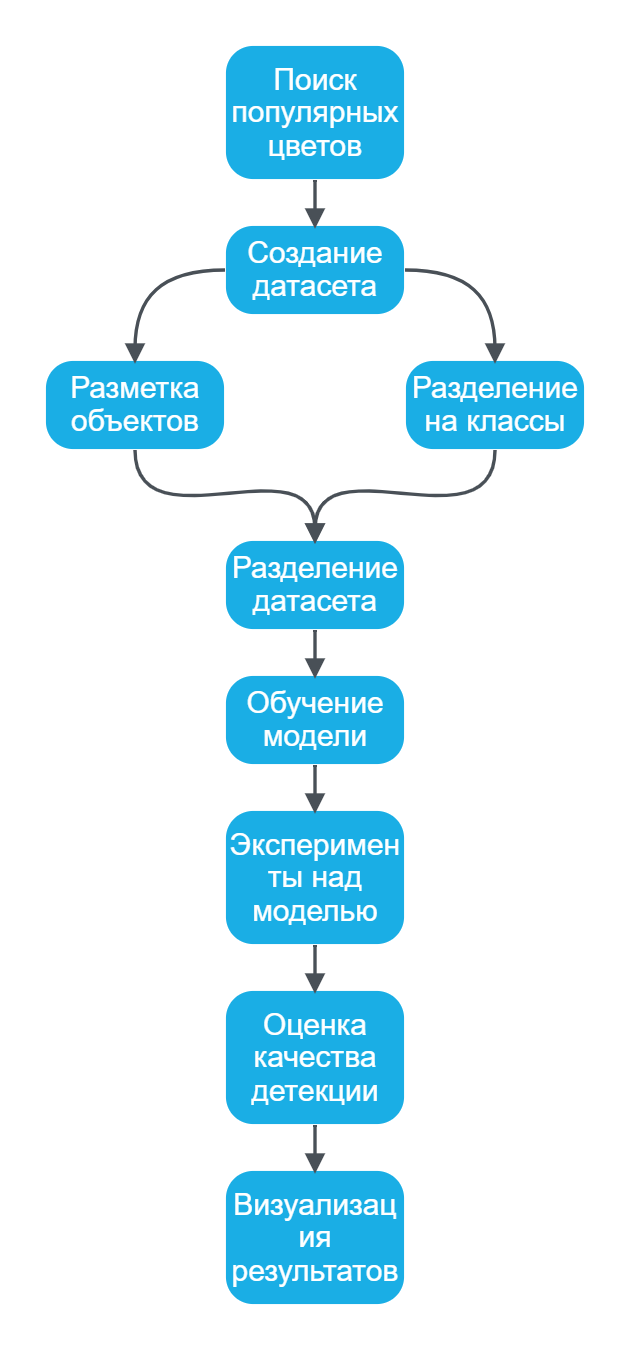 Поиск
популярных
цветов
Создание
датасета
Разметка
объектов
Разделение
на классы
Разделение
датасета
Обучение
модели
Эксперимен
ты над
моделью
Оценка
качества
детекции
Визуализац
ия
результатов